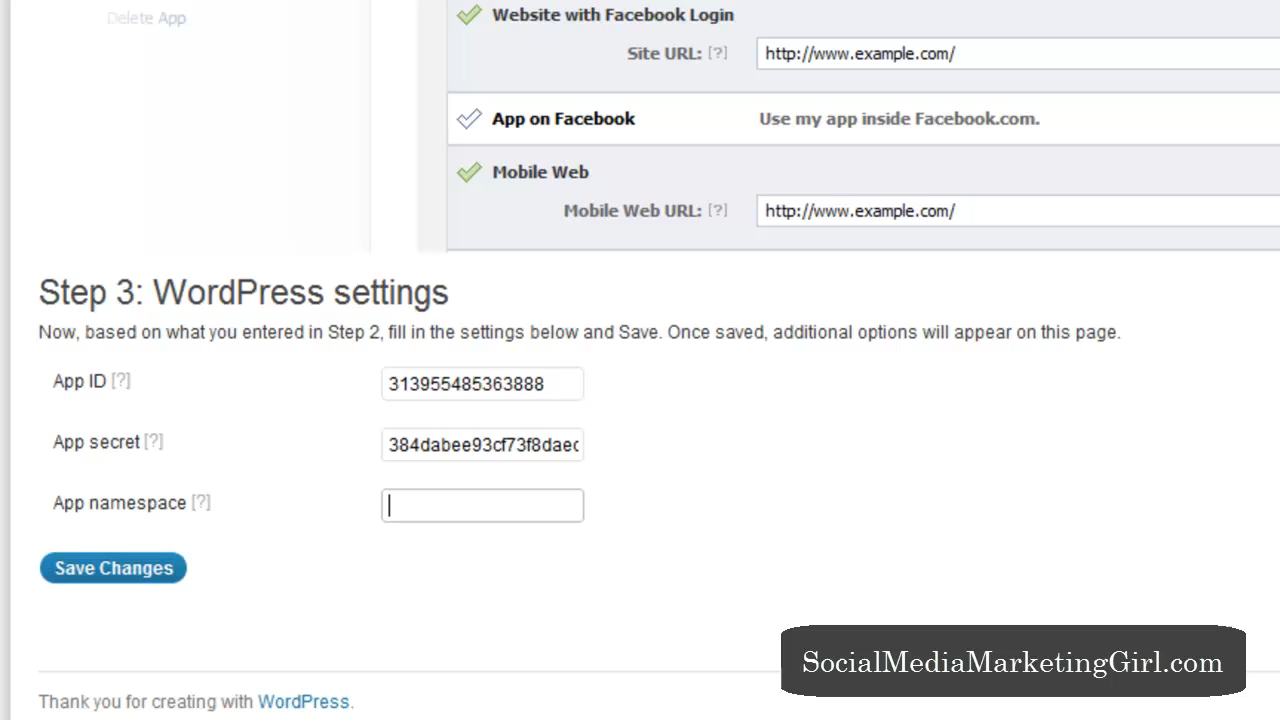 Delete App
Website with Facebook Login
Site URL: [?] http://www.example.com/
App on Facebook Use my app inside Facebook.com.
Mobile Web
Mobile Web URL: [?] http://www.example.com/
Step 3: WordPress settings
Now, based on what you entered in Step 2, fill in the settings below and Save. Once saved, additional options will appear on this page.
App ID [?] 313955485363888
App secret [?] 384dabee93cf73f8daec
App namespace [?]
Save Changes
SocialMediaMarketingGirl.com
Thank you for creating with WordPress.